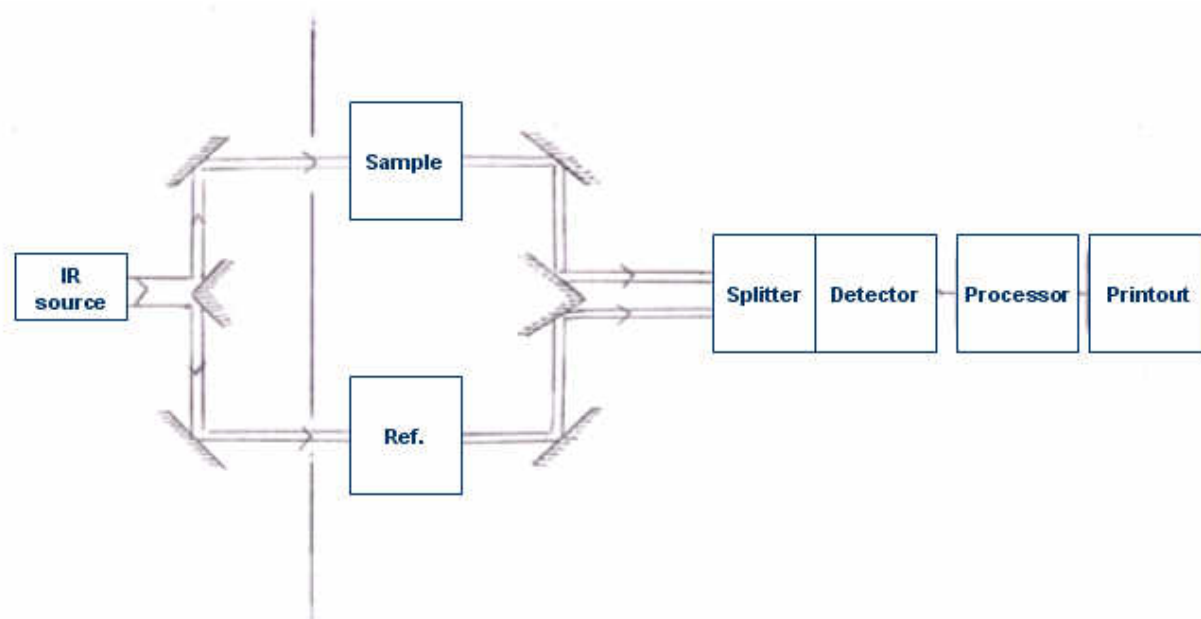 Sample
IR
source
Splitter
Detector
Processor
Printout
Ref.